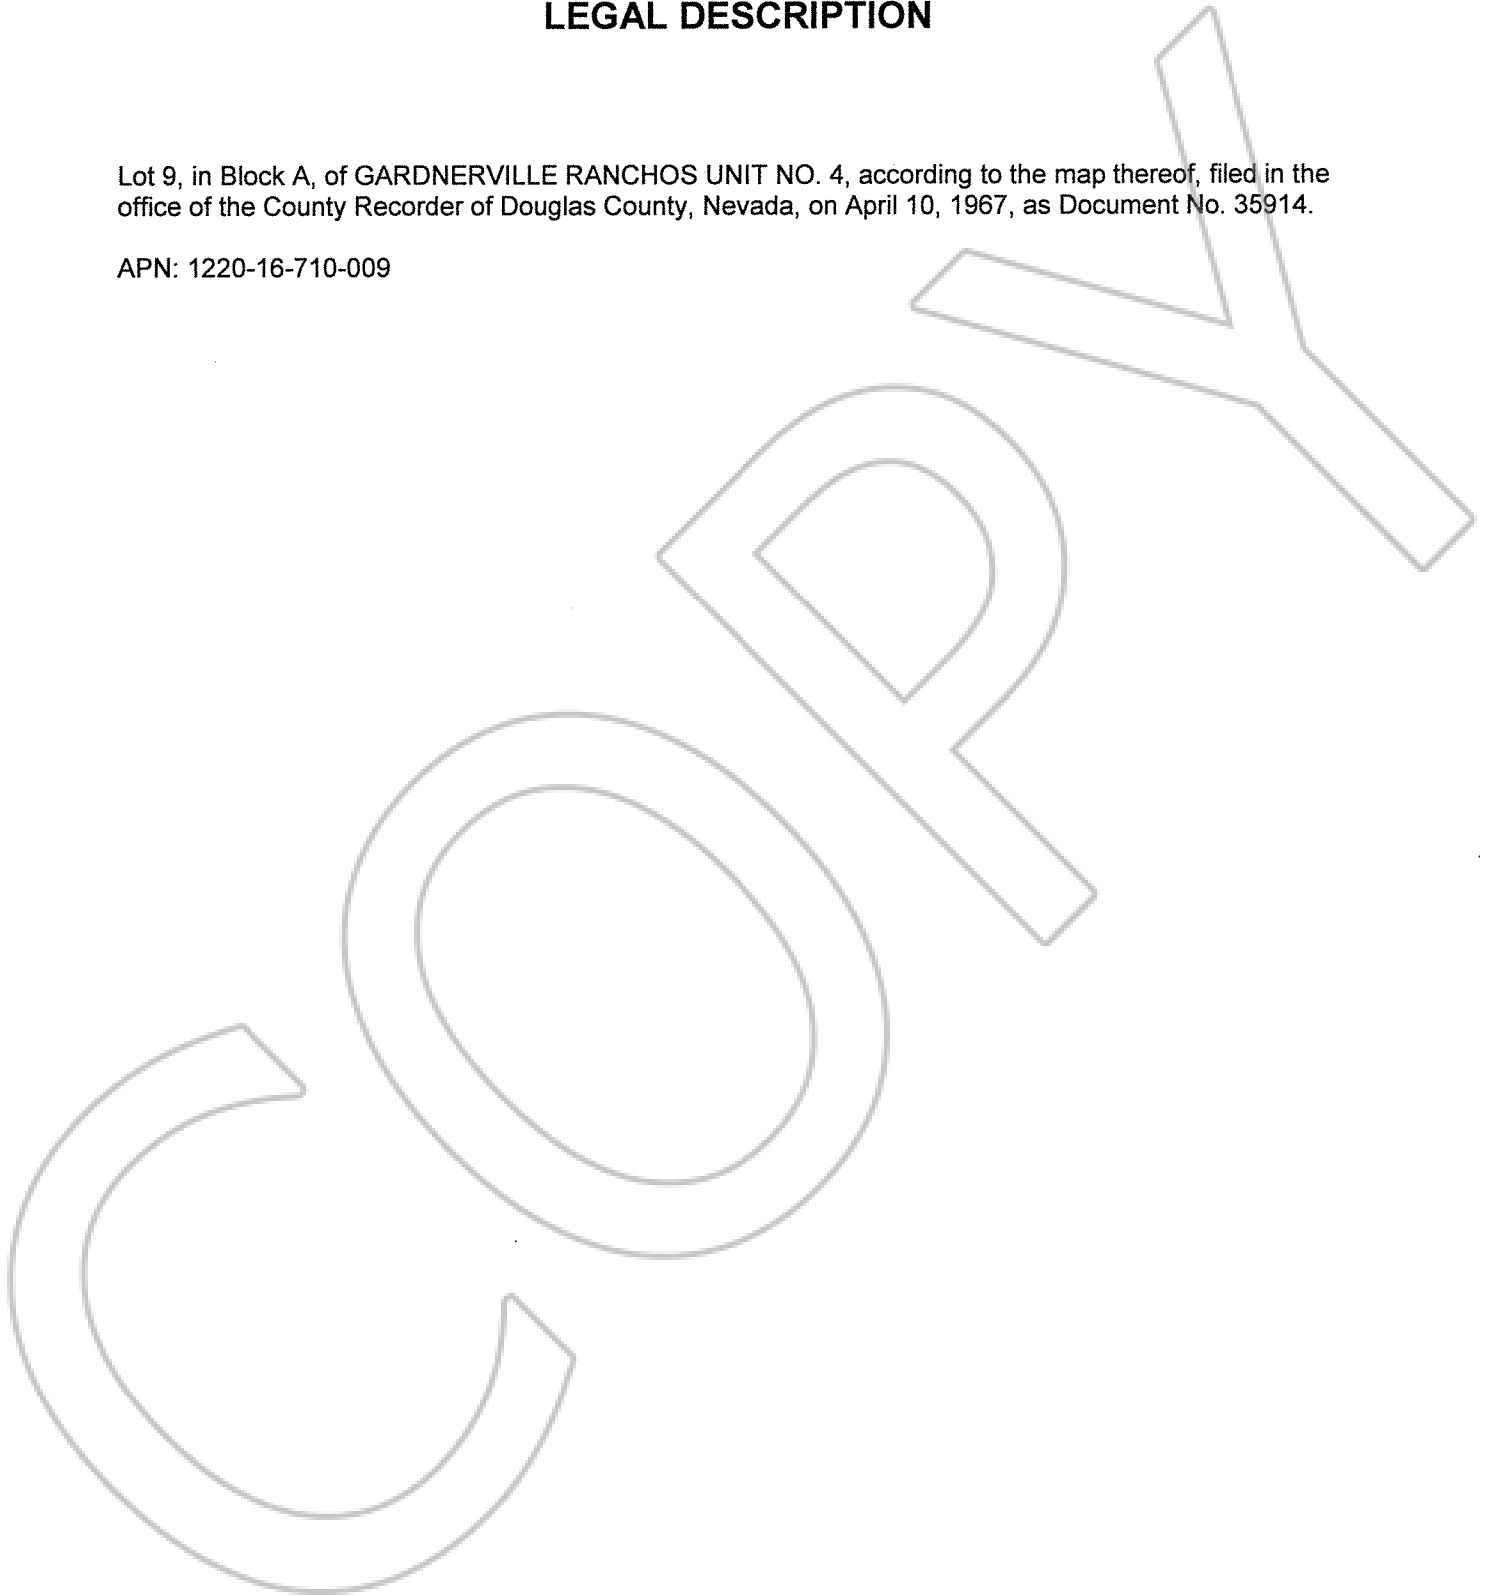 LEGAL DESCRIPTION
Lot 9, in Block A, of GARDNERVILLE RANCHOS UNIT NO. 4, according to the map thereof, filed in the
office of the County Recorder of Douglas County, Nevada, on April 10, 1967, as Document No. 35914.
APN: 1220-16-710-009
COPY